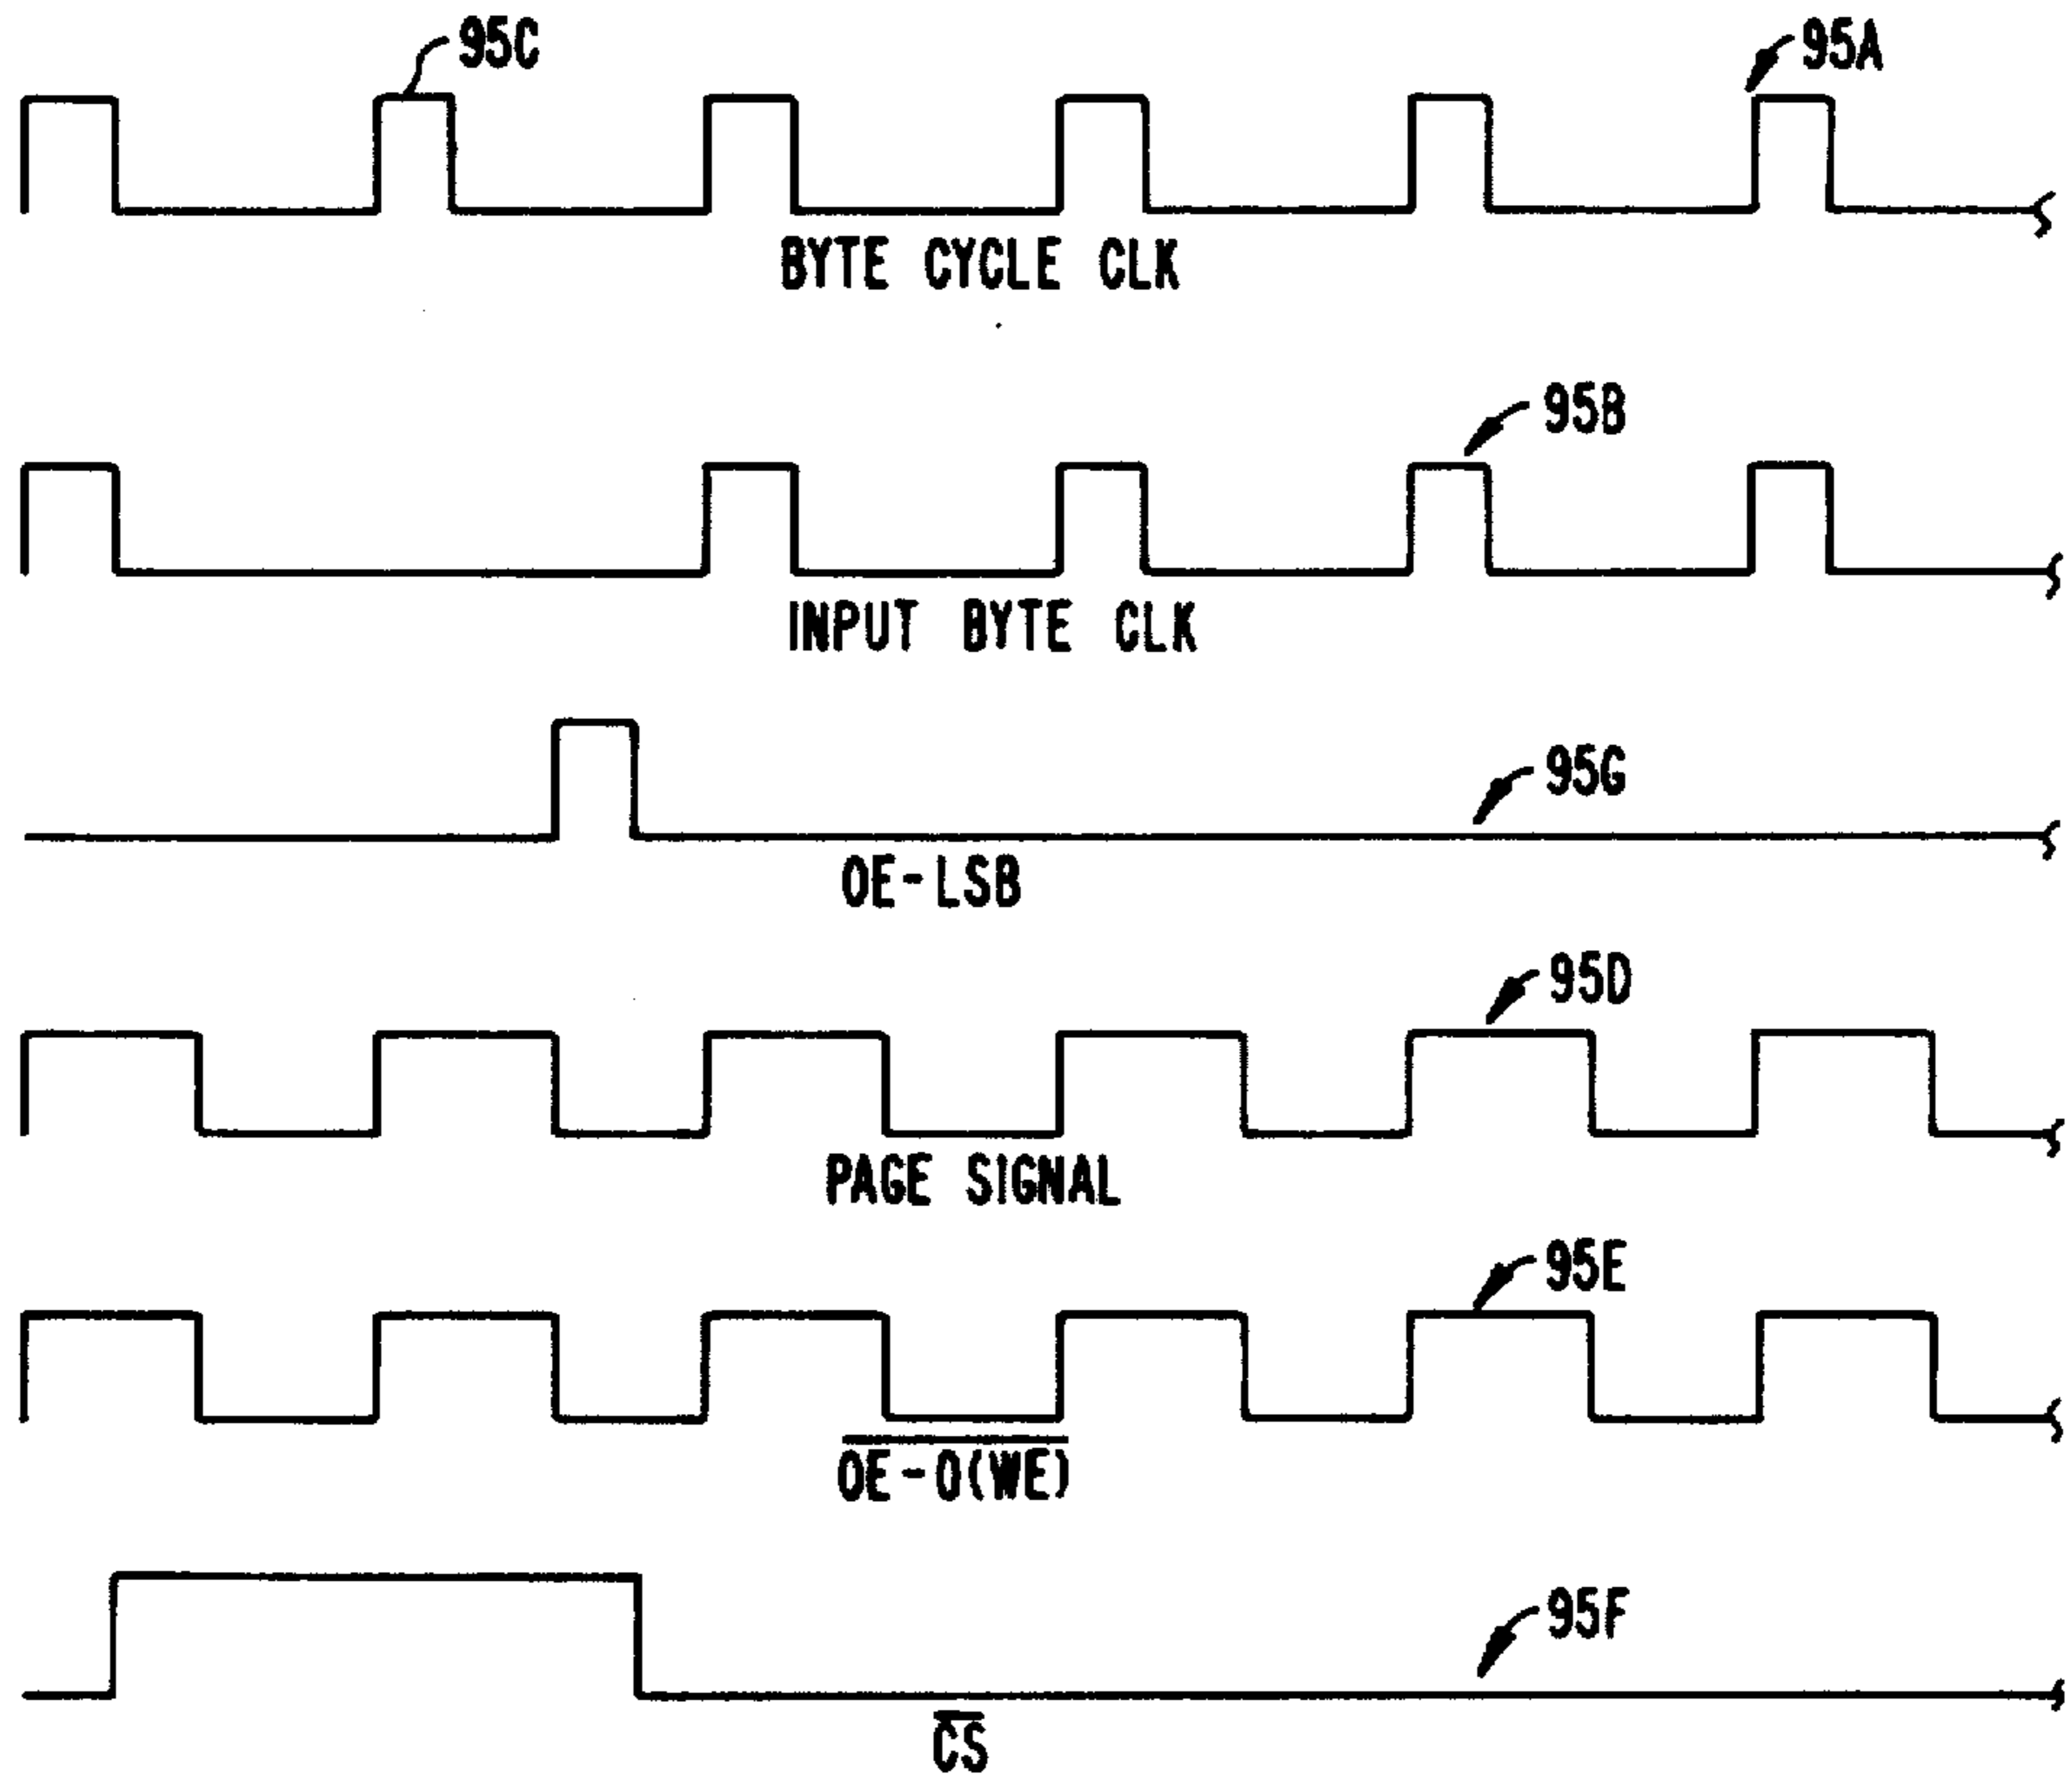 95C
95A
BYTE CYCLE CLK
95B
INPUT BYTE CLK
95G
OE-LSB
95D
PAGE SIGNAL
95E
OE-O(WE)
95F
CS